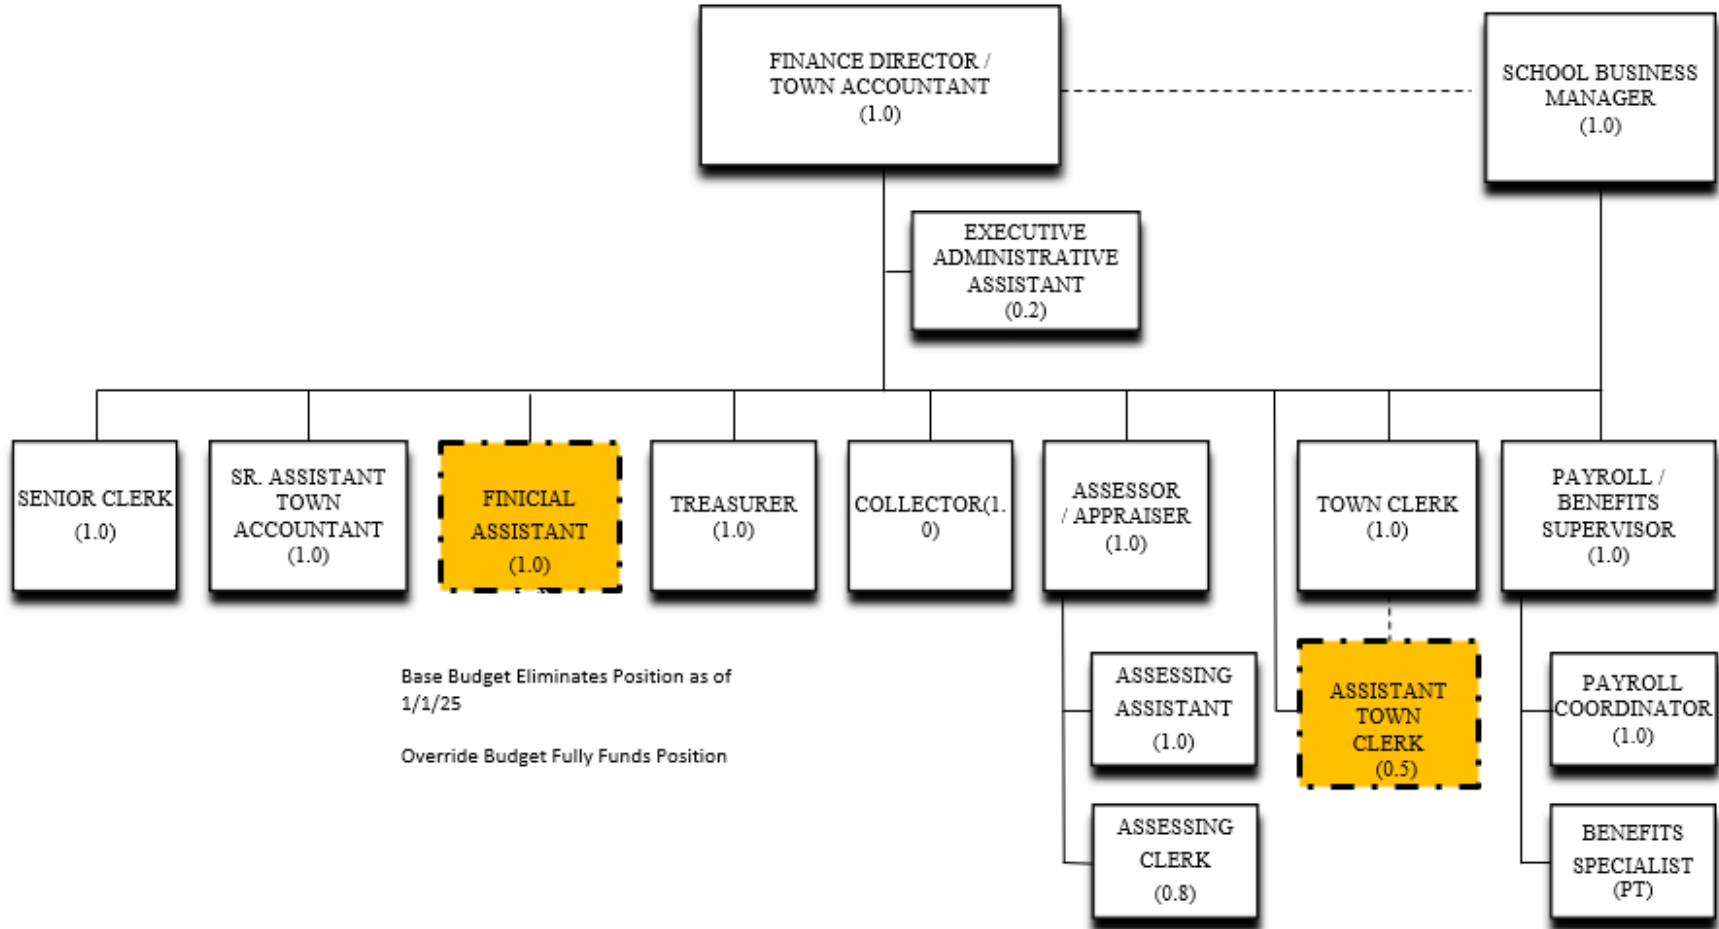 FINANCE DIRECTOR /
TOWN ACCOUNTANT
(1.0)
SCHOOL BUSINESS
MANAGER
(1.0)
EXECUTIVE
ADMINISTRATIVE
ASSISTANT
(0.2)
SENIOR CLERK
(1.0)
SR. ASSISTANT
TOWN
ACCOUNTANT
(1.0)
FINICIAL
ASSISTANT
(1.0)
TREASURER
(1.0)
COLLECTOR(1.
0)
ASSESSOR
/ APPRAISER
(1.0)
TOWN CLERK
(1.0)
PAYROLL /
BENEFITS
SUPERVISOR
(1.0)
Base Budget Eliminates Position as of
1/1/25
Override Budget Fully Funds Position
ASSESSING
ASSISTANT
(1.0)
ASSISTANT
TOWN
CLERK
(0.5)
PAYROLL
COORDINATOR
(1.0)
ASSESSING
CLERK
(0.8)
BENEFITS
SPECIALIST
(PT)